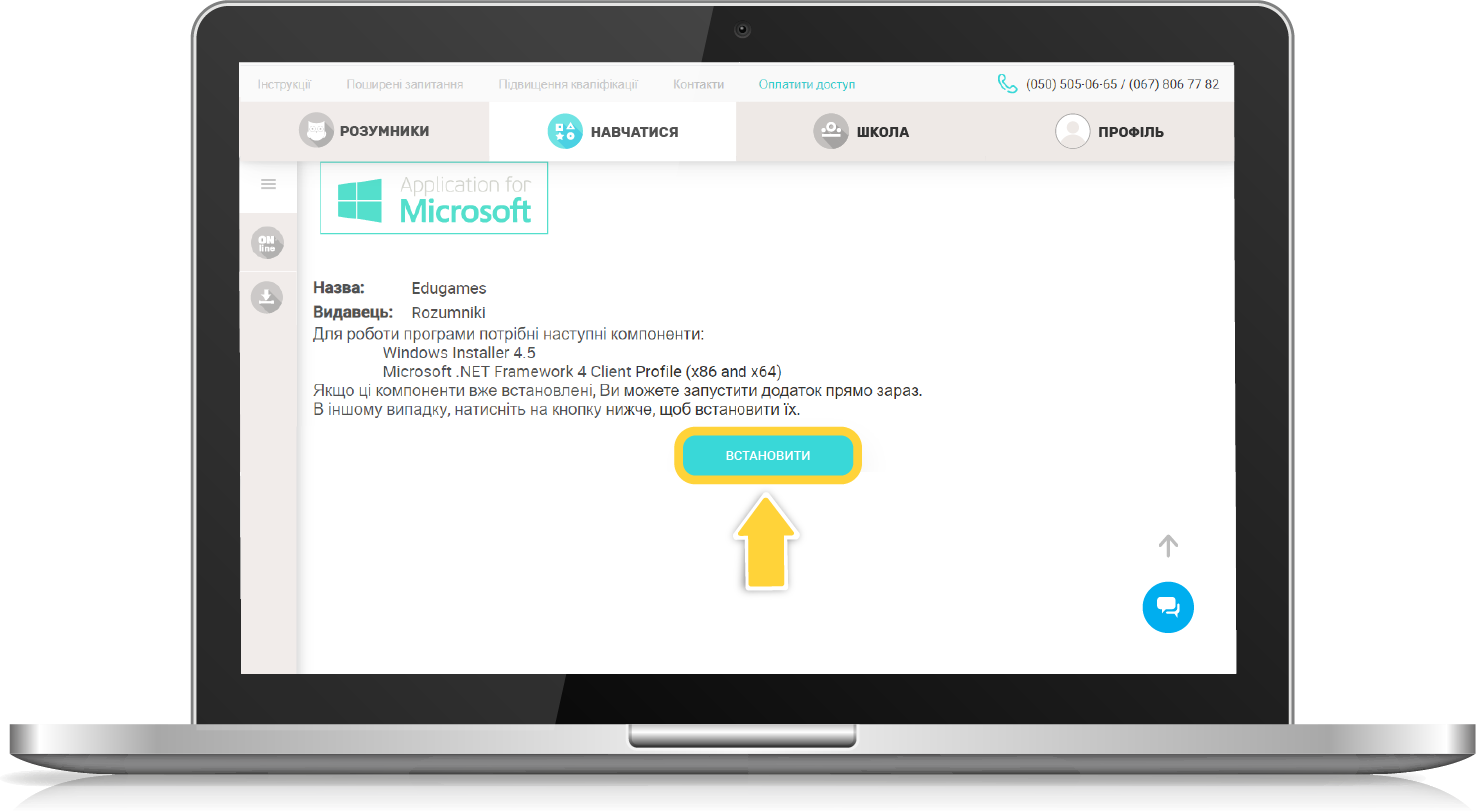 Інструкції Поширені запитання Підвищення кваліфікації Контакти Оплатити доступ (050) 505-06-65 / (067) 806 77 82
РОЗУМНИКИ НАВЧАТИСЯ ШКОЛА ПРОФІЛЬ
Application for
Microsoft
ON
line
Назва: Edugames
Видавець: Rozumniki
Для роботи програми потрібні наступні компоненти:
Windows Installer 4.5
Microsoft .NET Framework 4 Client Profile (x86 and x64)
Якщо ці компоненти вже встановлені, Ви можете запустити додаток прямо зараз.
В іншому випадку, натисніть на кнопку нижче, щоб встановити їх.
ВСТАНОВИТИ